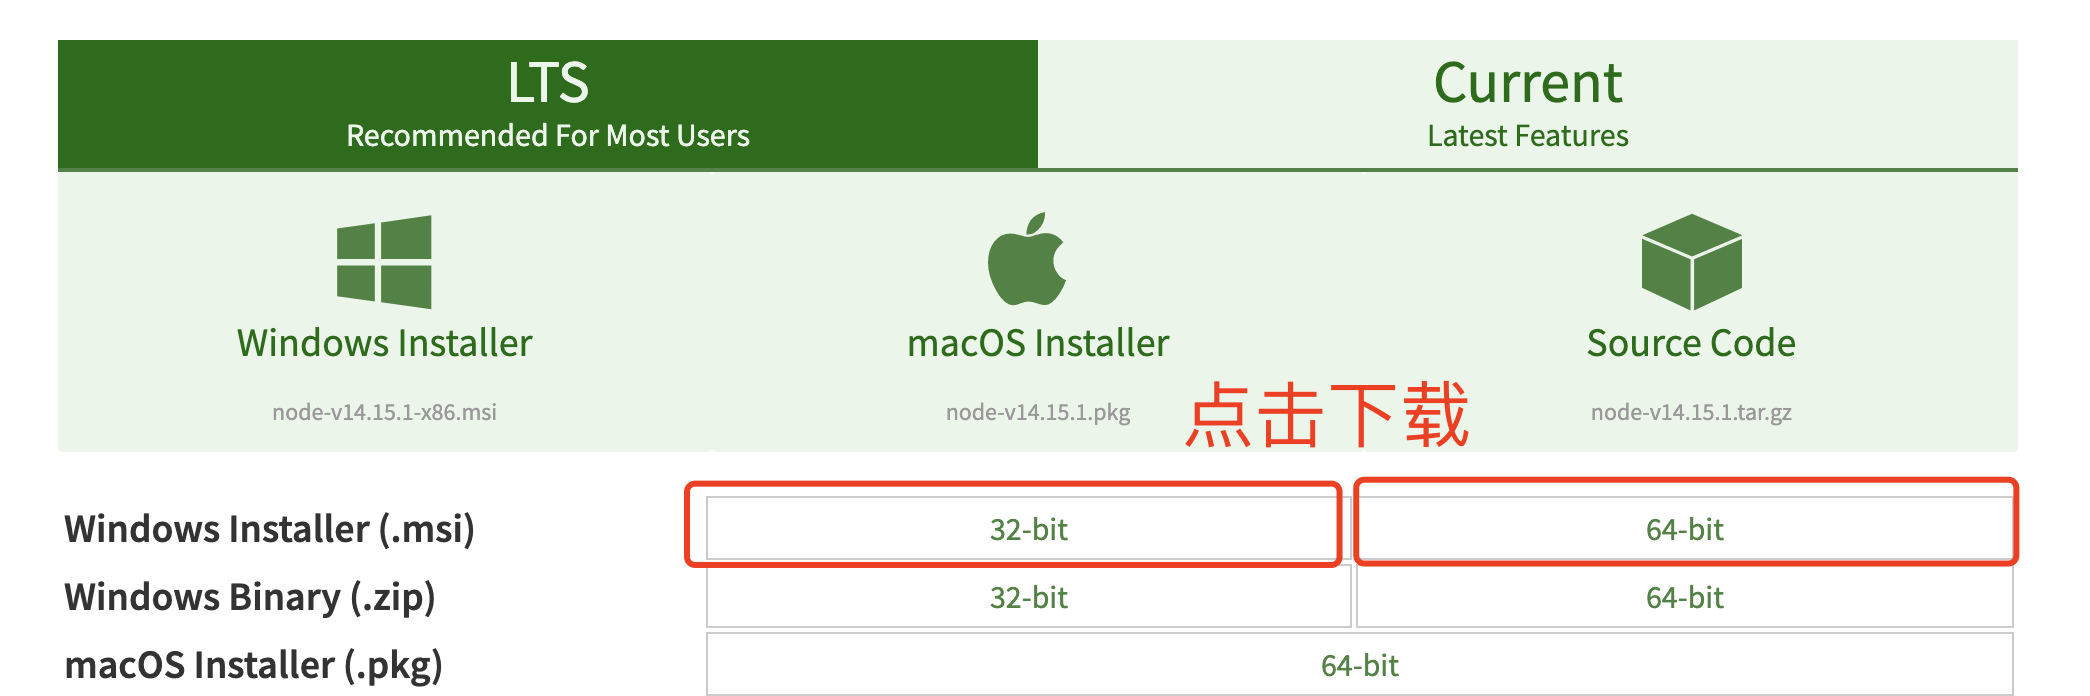 LTS
Recommended For Most Users
Current
Latest Features
Windows Installer
node-v14.15.1-x86.msi
macOS Installer
node-v14.15.1.pkg
Source Code
node-v14.15.1.tar.gz
点击下载
Windows Installer (.msi)
32-bit
64-bit
Windows Binary (.zip)
32-bit
64-bit
macOS Installer (.pkg)
64-bit